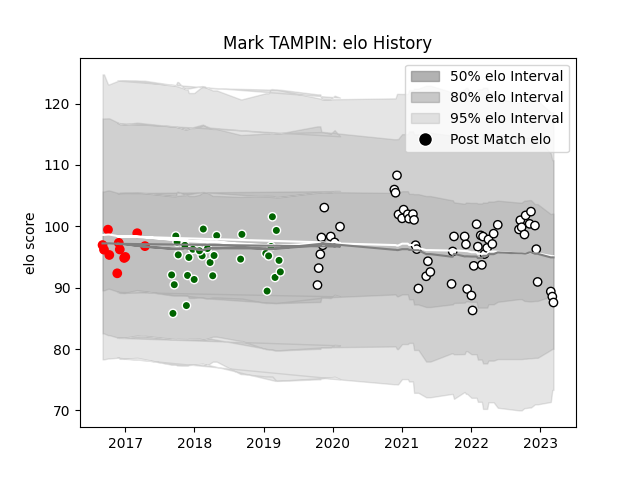 Mark TAMPIN: elo History
50% elo Interval
80% elo Interval
95% elo Interval
Post Match elo
elo score
120
110
100
90
80
70
2017
2018
2019
2020
2021
2022
2023